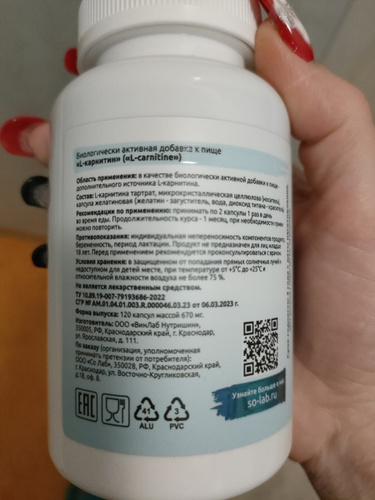 Биологически активная добавка к пище
«L-карнитин» («L-carnitine»)
Область применения: в качестве биологически активной добавки к пище -
дополнительного источника L-карнитина.
Состав: L-карнитина тартрат, микрокристаллическая целлюлоза (носитель),
капсула желатиновая (желатин - загуститель, вода, диоксид титана - краситель).
Рекомендации по применению: принимать по 2 капсулы 1 раз в день
во время еды. Продолжительность курса - 1 месяц, при необходимости прием
можно повторить.
Противопоказания: индивидуальная непереносимость компонентов продукта,
беременность, период лактации. Продукт не предназначен для лиц младше
18 лет. Перед применением рекомендуется проконсультироваться с врачом.
Условия хранения: в защищенном от попадания прямых солнечных лучей и
недоступном для детей месте, при температуре от +5°С до +25°С и
относительной влажности воздуха не более 75 %.
Не является лекарственным средством.
ТУ 10.89.19-007-79193686-2022
СГР № AM.01.04.01.003.R.000046.03.23 от 06.03.2023 г.
Форма выпуска: 120 капсул массой 670 мг.
Изготовитель: ООО «ВинЛаб Нутришин»,
350005, РФ, Краснодарский край, г. Краснодар,
ул. Ярославская, д. 111.
По заказу (организация, уполномоченная
принимать претензии от потребителя):
ООО «Со Лаб», 350028, РФ, Краснодарский край,
г. Краснодар, ул. Восточно-Кругликовская,
д.18, оф. 8.
Узнайте больше о нас
so-lab.ru
EAC
41
ALU
3
PVC